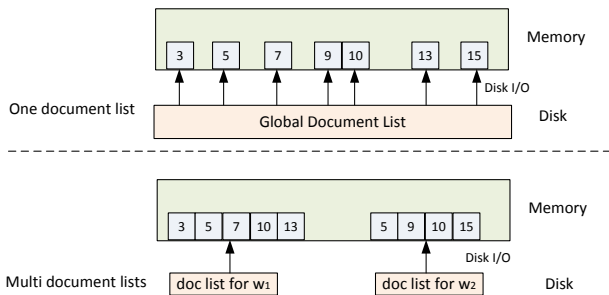 Memory
3 5 7 9 10 13 15
Disk I/O
One document list
Global Document List
Disk
Memory
3 5 7 10 13
5 9 10 15
Disk I/O
Multi document lists
doc list for w1
doc list for w2
Disk